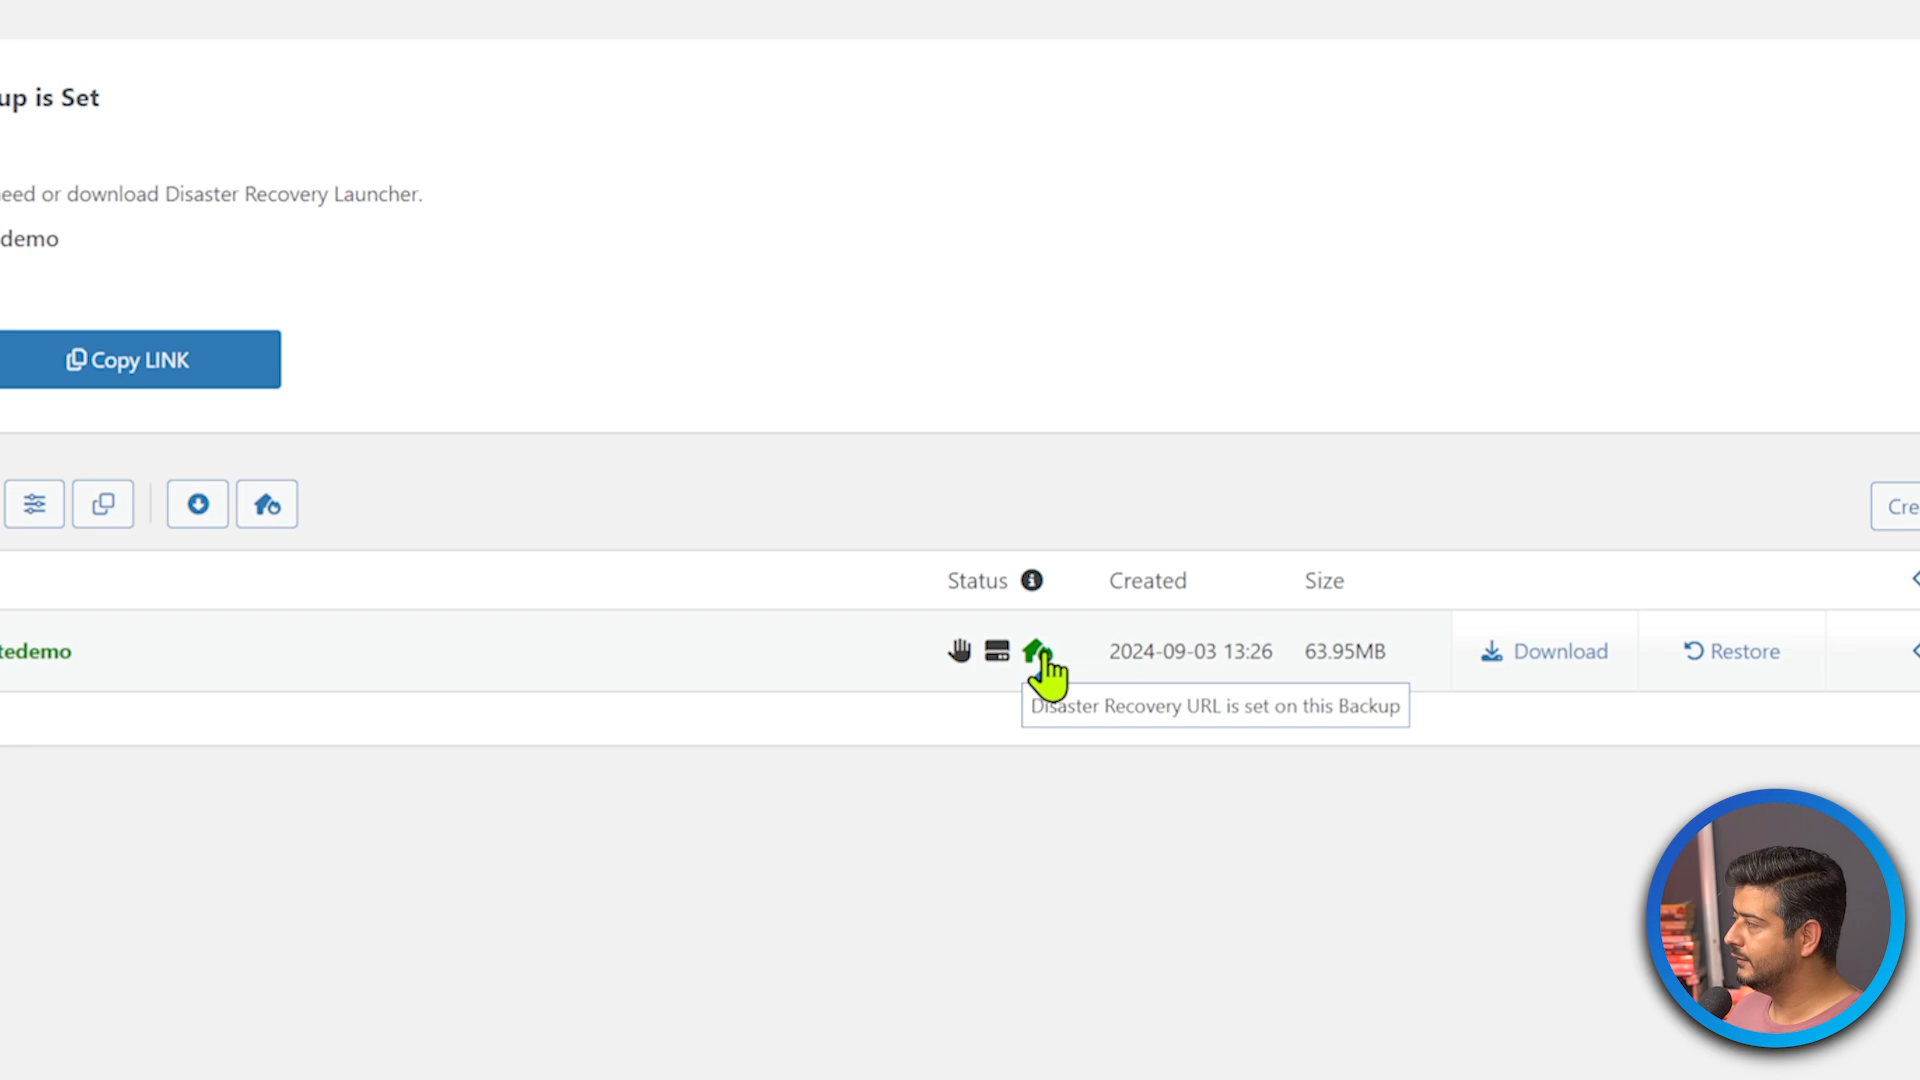 up is Set
need or download Disaster Recovery Launcher.
demo
Copy LINK
Cre
Status Created Size
tedemo 2024-09-03 13:26 63.95MB Download Restore
Disaster Recovery URL is set on this Backup